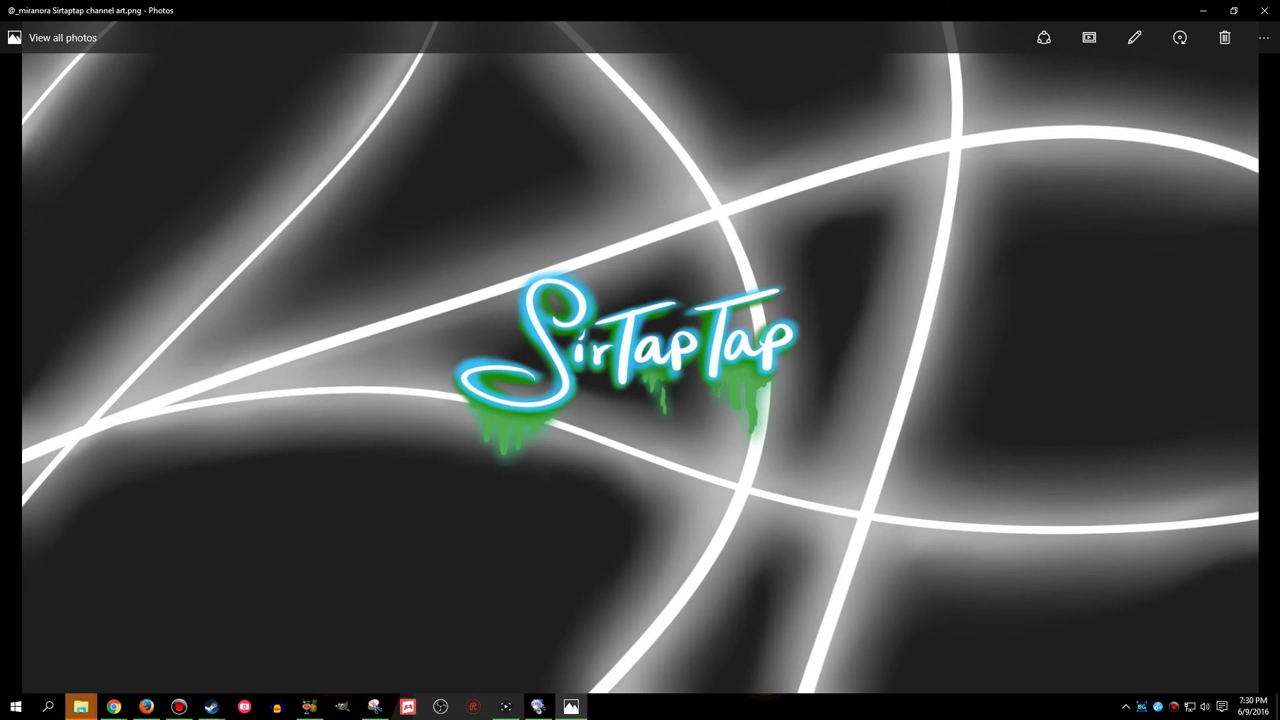 @_miranora Sirtaptap channel art.png - Photos
View all photos
SirTapTap
7:30 PM
6/9/2016